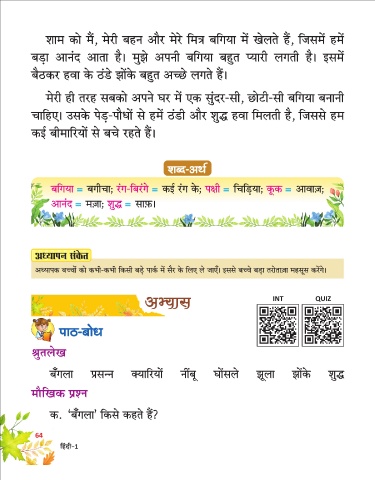 शाम को मैं, मेरी बहन और मेरे मित्र बगिया में खेलते हैं, जिसमें हमें
बड़ा आनंद आता है। मुझे अपनी बगिया बहुत प्यारी लगती है। इसमें
बैठकर हवा के ठंडे झोंके बहुत अच्छे लगते हैं।
मेरी ही तरह सबको अपने घर में एक सुंदर-सी, छोटी-सी बगिया बनानी
चाहिए। उसके पेड़-पौधों से हमें ठंडी और शुद्ध हवा मिलती है, जिससे हम
कई बीमारियों से बचे रहते हैं।
शब्द-अर्थ
बगिया = बगीचा; रंग-बिरंगे = कई रंग के; पक्षी = चिड़िया; कूक = आवाज़;
आनंद = मज़ा; शुद्ध = साफ़।
अध्यापन संकेत
अध्यापक बच्चों को कभी-कभी किसी बड़े पार्क में सैर के लिए ले जाएँ। इससे बच्चे बड़ा तरोताज़ा महसूस करेंगे।
अभ्यास
INT QUIZ
पाठ-बोध
श्रुतलेख
बँगला प्रसन्न क्यारियों नींबू घोंसले झूला झोंके शुद्ध
मौखिक प्रश्न
क. ‘बँगला’ किसे कहते हैं?
64
हिंदी-1